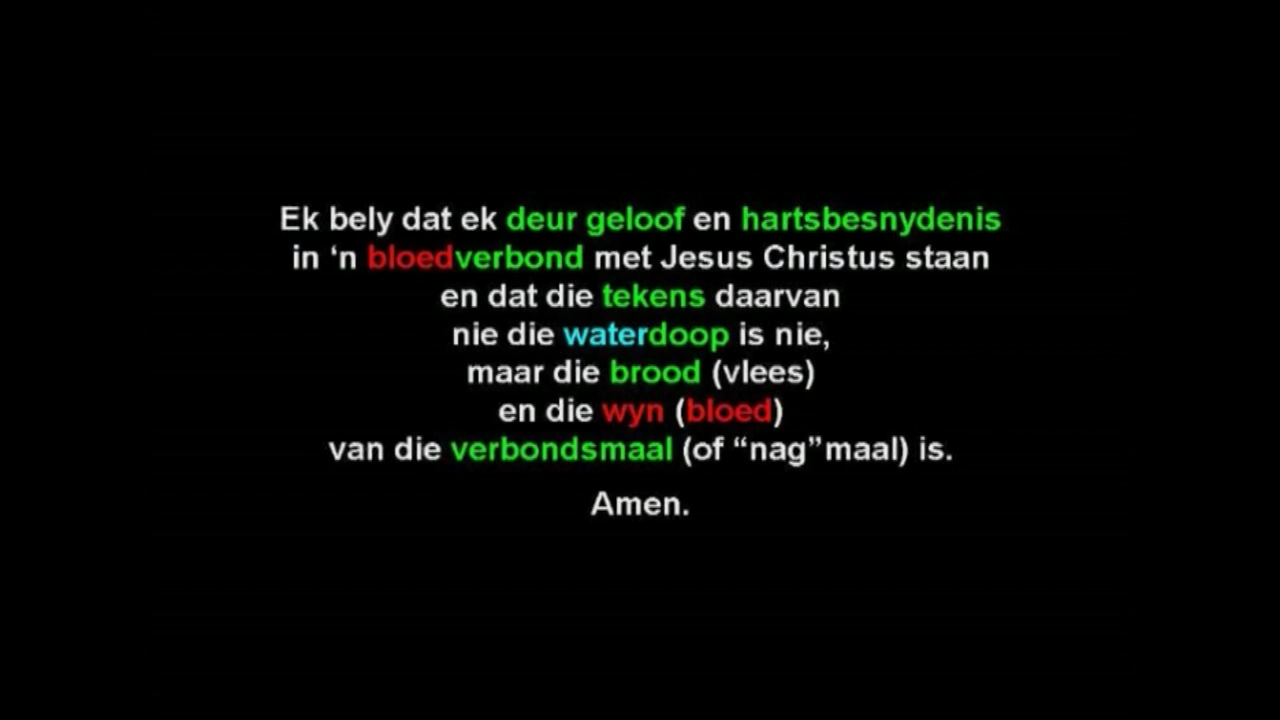 Ek bely dat ek deur geloof en hartsbesnydenis
in ‘n bloedverbond met Jesus Christus staan
en dat die tekens daarvan
nie die waterdoop is nie,
maar die brood (vlees)
en die wyn (bloed)
van die verbondsmaal (of “nag”maal) is.
Amen.